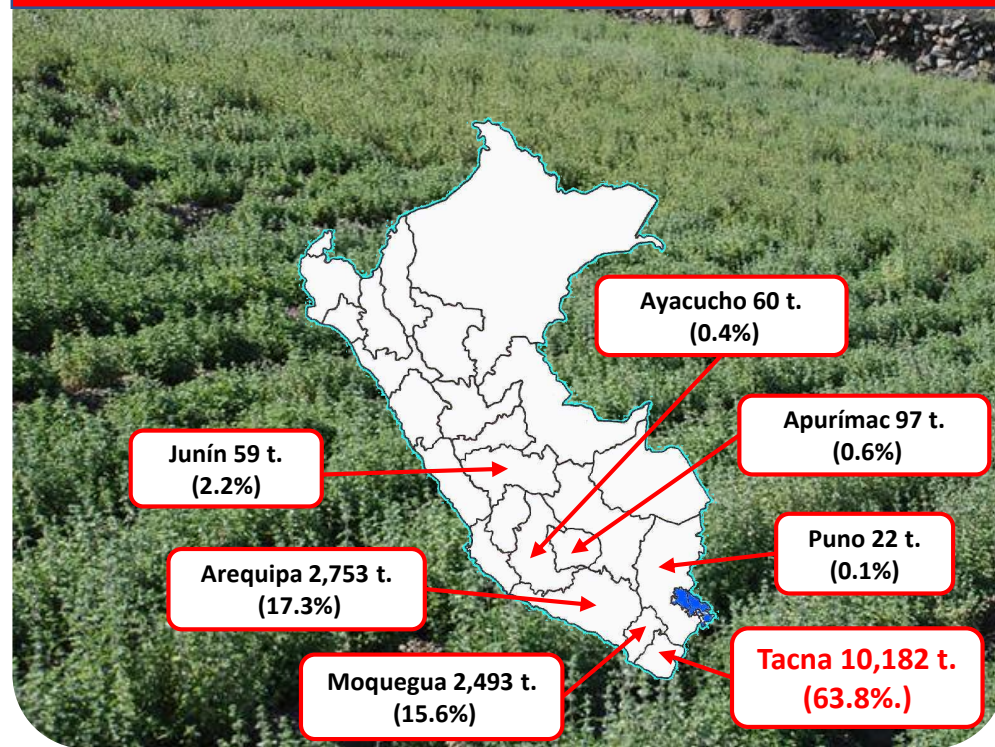 Ayacucho 60 t.
(0.4%)
Apurímac 97 t.
(0.6%)
Junín 59 t.
(2.2%)
Puno 22 t.
(0.1%)
Arequipa 2,753 t.
(17.3%)
Tacna 10,182 t.
(63.8%.)
Moquegua 2,493 t.
(15.6%)